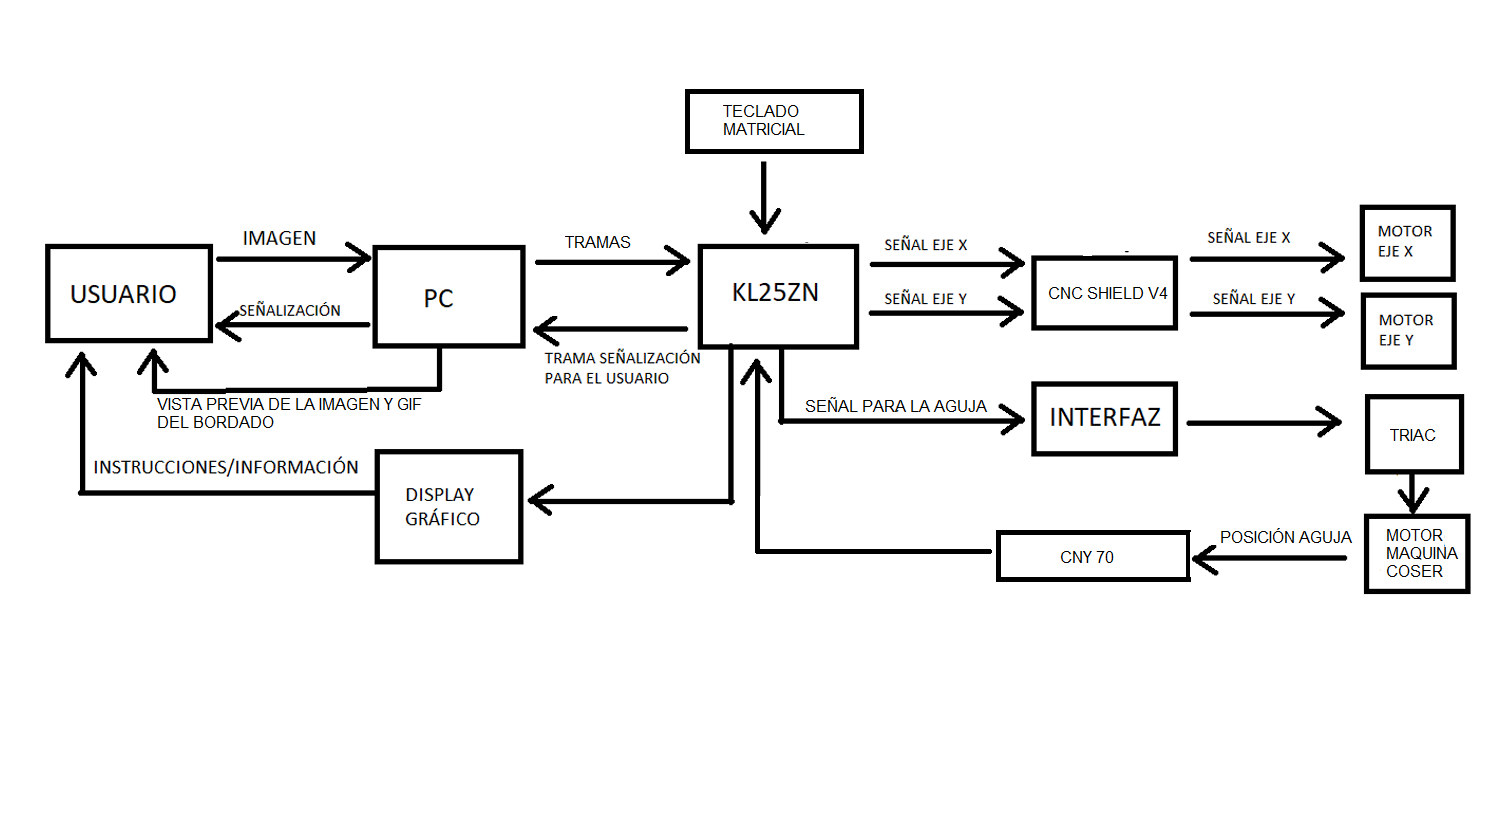 TECLADO
MATRICIAL
IMAGEN
TRAMAS
SEÑAL EJE X
SEÑAL EJE X
MOTOR
EJE X
USUARIO
PC
KL25ZN
CNC SHIELD V4
SEÑALIZACIÓN
SEÑAL EJE Y
SEÑAL EJE Y
MOTOR
EJE Y
TRAMA SEÑALIZACIÓN
PARA EL USUARIO
VISTA PREVIA DE LA IMAGEN Y GIF
DEL BORDADO
SEÑAL PARA LA AGUJA
INTERFAZ
TRIAC
INSTRUCCIONES/INFORMACIÓN
DISPLAY
GRÁFICO
CNY 70
POSICIÓN AGUJA
MOTOR
MAQUINA
COSER